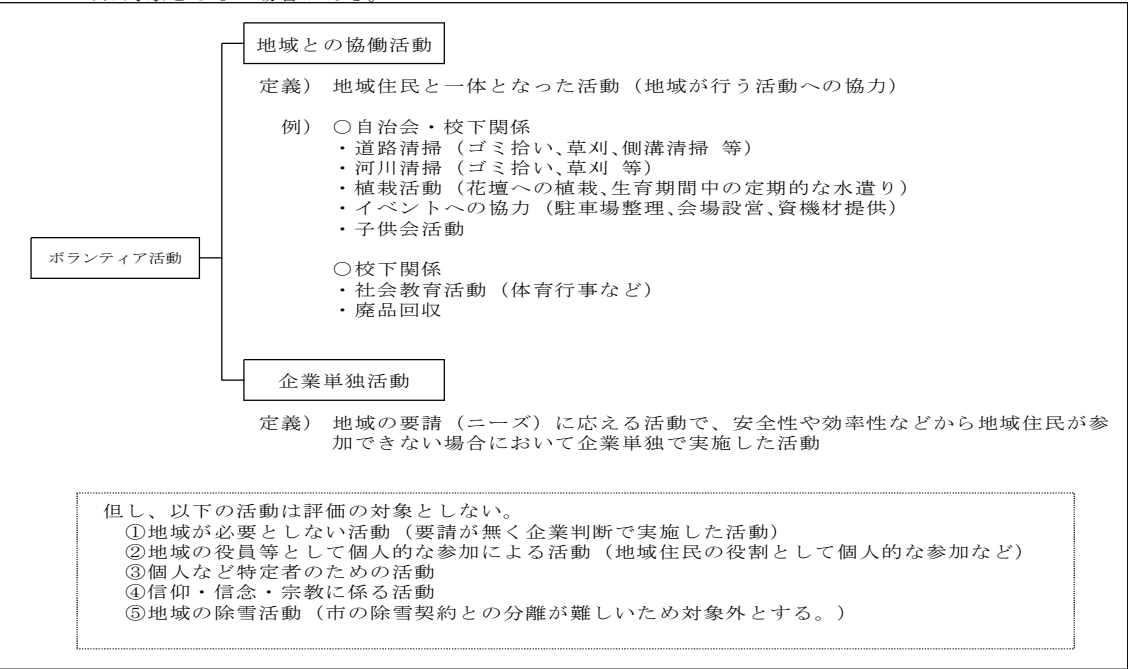 地域との協働活動
定義） 地域住民と一体となった活動（地域が行う活動への協力）
例） ○自治会・校下関係
・道路清掃（ゴミ拾い、草刈、側溝清掃 等）
・河川清掃（ゴミ拾い、草刈 等）
・植栽活動（花壇への植栽、生育期間中の定期的な水遣り）
・イベントへの協力（駐車場整理、会場設営、資機材提供）
・子供会活動
ボランティア活動
○校下関係
・社会教育活動（体育行事など）
・廃品回収
企業単独活動
定義） 地域の要請（ニーズ）に応える活動で、安全性や効率性などから地域住民が参
加できない場合において企業単独で実施した活動
但し、以下の活動は評価の対象としない。
①地域が必要としない活動（要請が無く企業判断で実施した活動）
②地域の役員等として個人的な参加による活動（地域住民の役割として個人的な参加など）
③個人など特定者のための活動
④信仰・信念・宗教に係る活動
⑤地域の除雪活動（市の除雪契約との分離が難しいため対象外とする。）